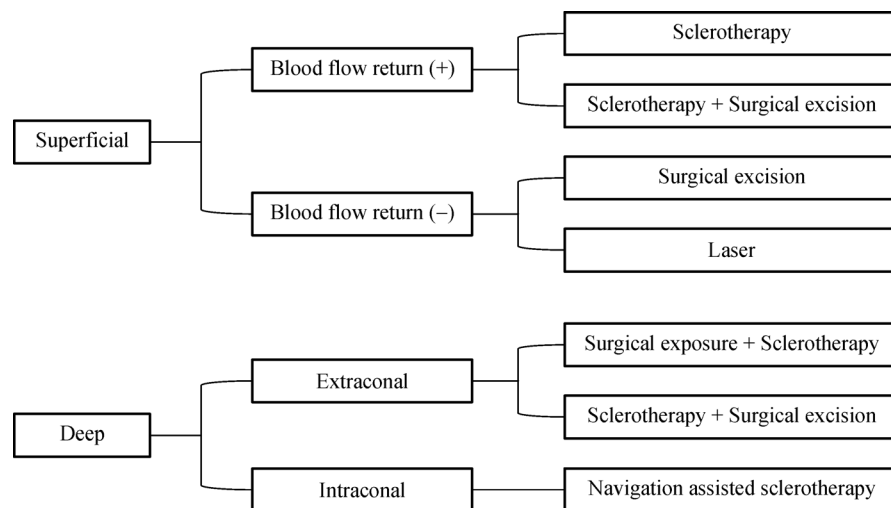 Sclerotherapy
Blood flow return (+)
Sclerotherapy + Surgical excision
Superficial
Surgical excision
Blood flow return (−)
Laser
Surgical exposure + Sclerotherapy
Extraconal
Sclerotherapy + Surgical excision
Deep
Intraconal
Navigation assisted sclerotherapy